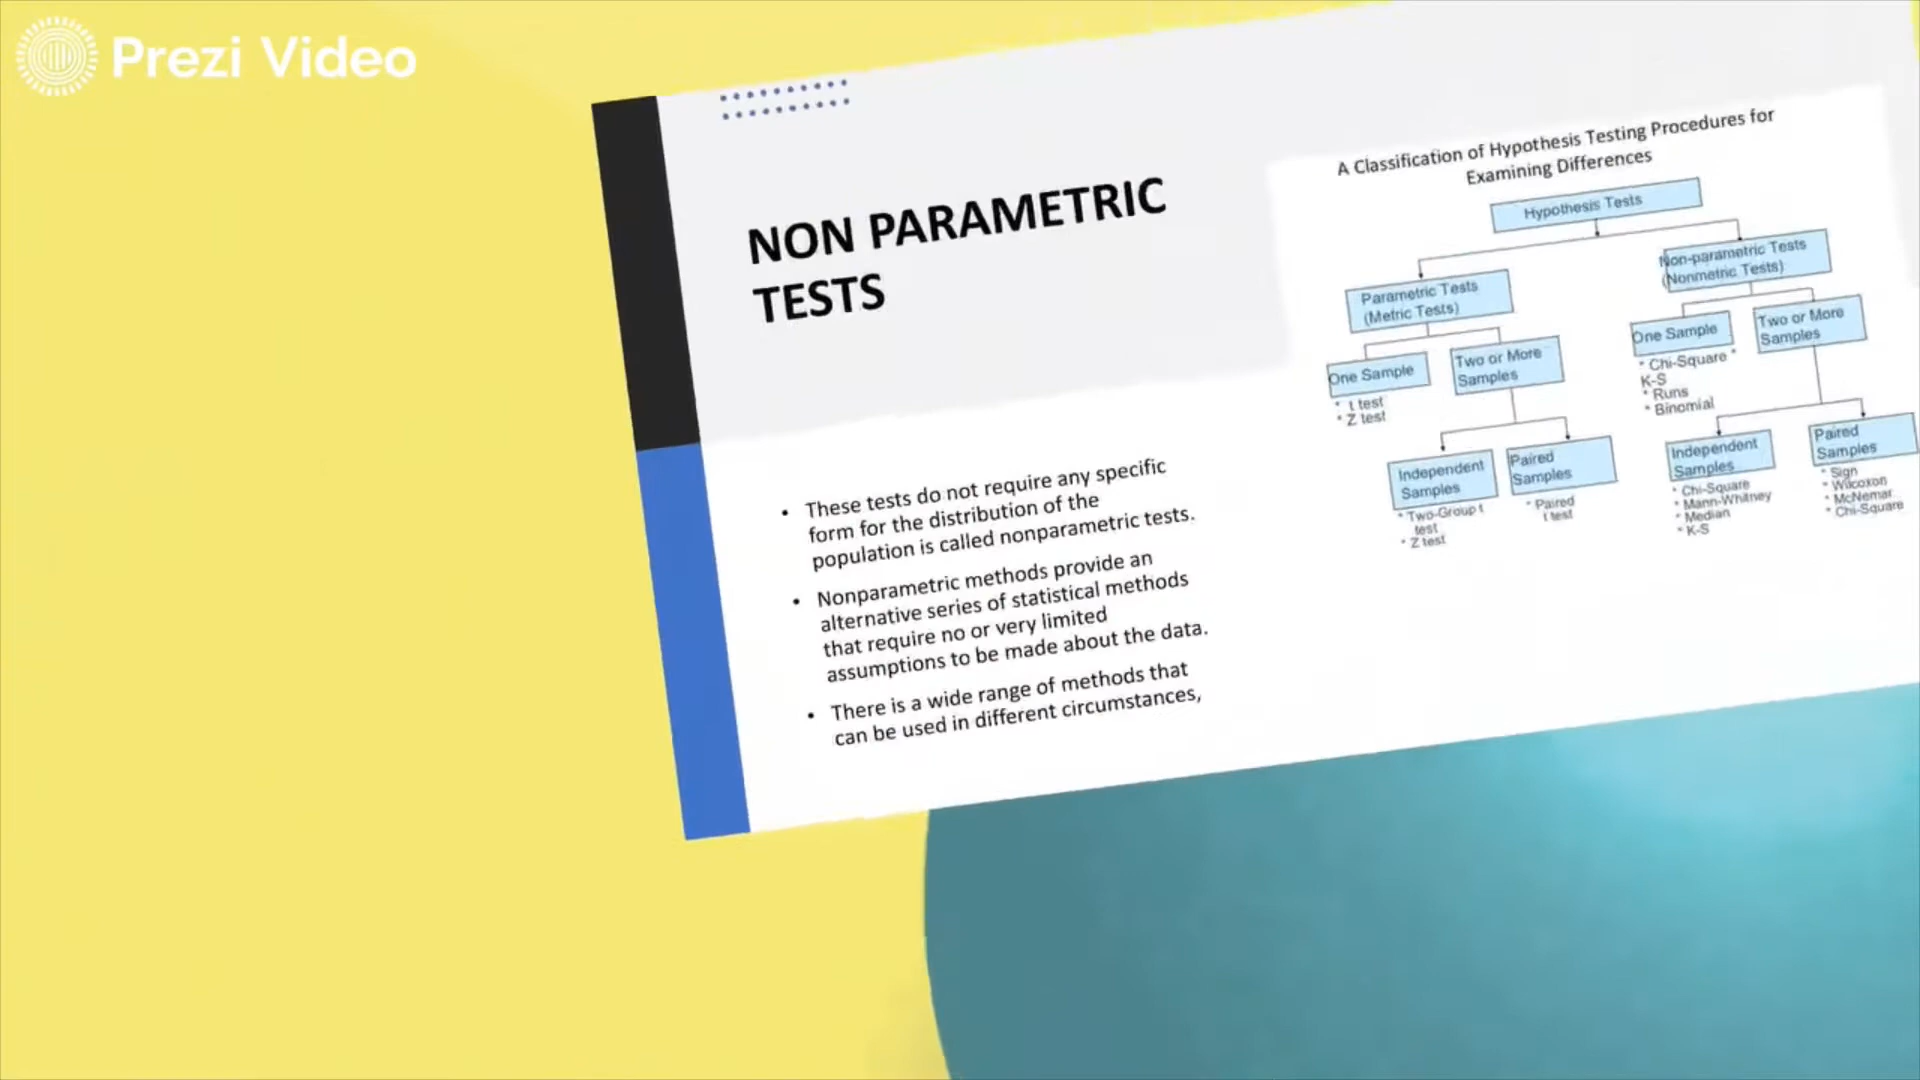 Prezi Video
NON PARAMETRIC
TESTS
• These tests do not require any specific
form for the distribution of the
population is called nonparametric tests.
• Nonparametric methods provide an
alternative series of statistical methods
that require no or very limited
assumptions to be made about the data.
• There is a wide range of methods that
can be used in different circumstances,
A Classification of Hypothesis Testing Procedures for
Examining Differences
Hypothesis Tests
Parametric Tests
(Metric Tests)
One Sample
* t test
* Z test
Two or More
Samples
Independent
Samples
* Two-Group t
test
* Z test
Paired
Samples
* Paired
t test
Non-parametric Tests
(Nonmetric Tests)
One Sample
* Chi-Square *
K-S
* Runs
* Binomial
Two or More
Samples
Independent
Samples
* Chi-Square
* Mann-Whitney
* Median
* K-S
Paired
Samples
* Sign
* Wilcoxon
* McNemar
* Chi-Square